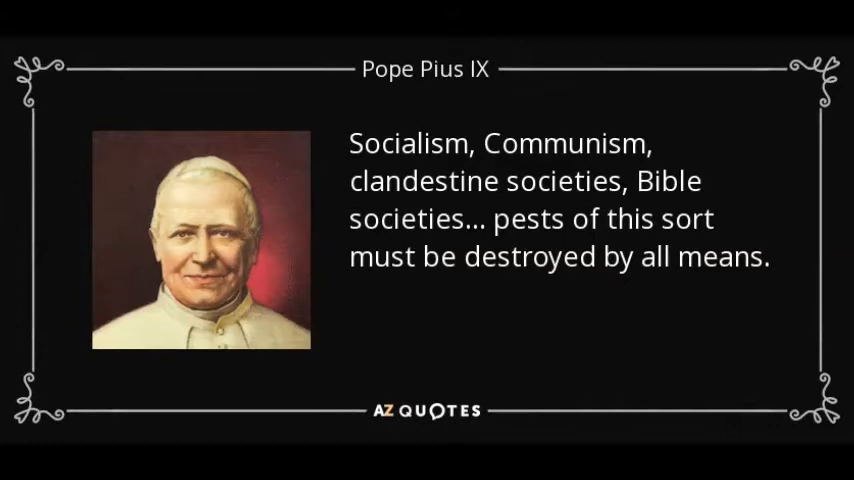 Pope Pius IX
Socialism, Communism,
clandestine societies, Bible
societies... pests of this sort
must be destroyed by all means.
AZ QUOTES